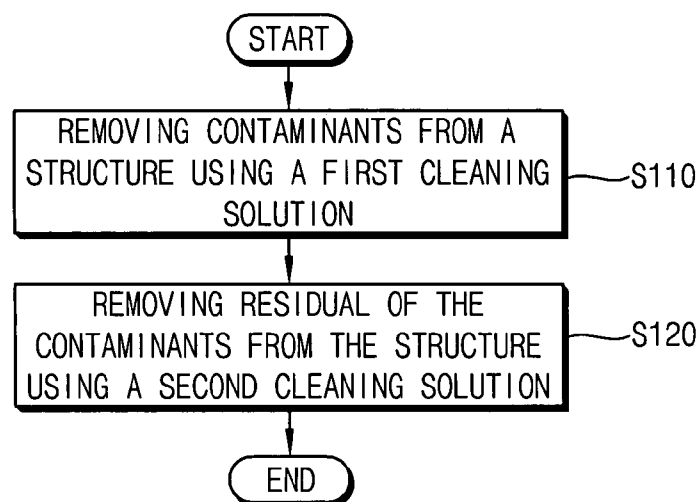 START
REMOVING CONTAMINANTS FROM A
STRUCTURE USING A FIRST CLEANING
SOLUTION
S110
REMOVING RESIDUAL OF THE
CONTAMINANTS FROM THE STRUCTURE
USING A SECOND CLEANING SOLUTION
S120
END